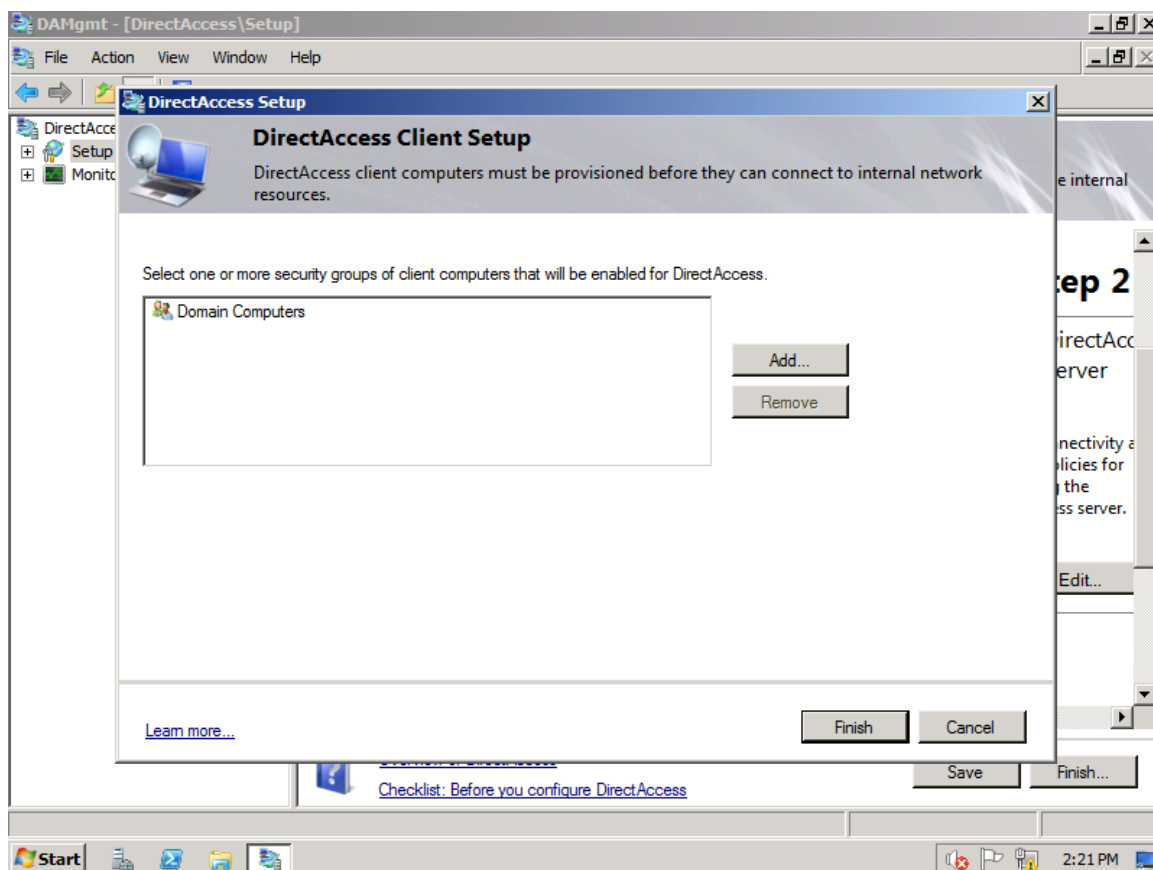 DAMgmt - [DirectAccess\Setup]
File Action View Window Help
DirectAccess Setup
DirectAccess Client Setup
DirectAccess client computers must be provisioned before they can connect to internal network
resources.
DirectAcce
Setup
Monito
e internal
Select one or more security groups of client computers that will be enabled for DirectAccess.
Domain Computers
Add...
Remove
ep 2
irectAcc
erver
nectivity a
licies for
the
ss server.
Edit...
Learn more...
Finish
Cancel
Checklist: Before you configure DirectAccess
Save
Finish...
Start
2:21 PM